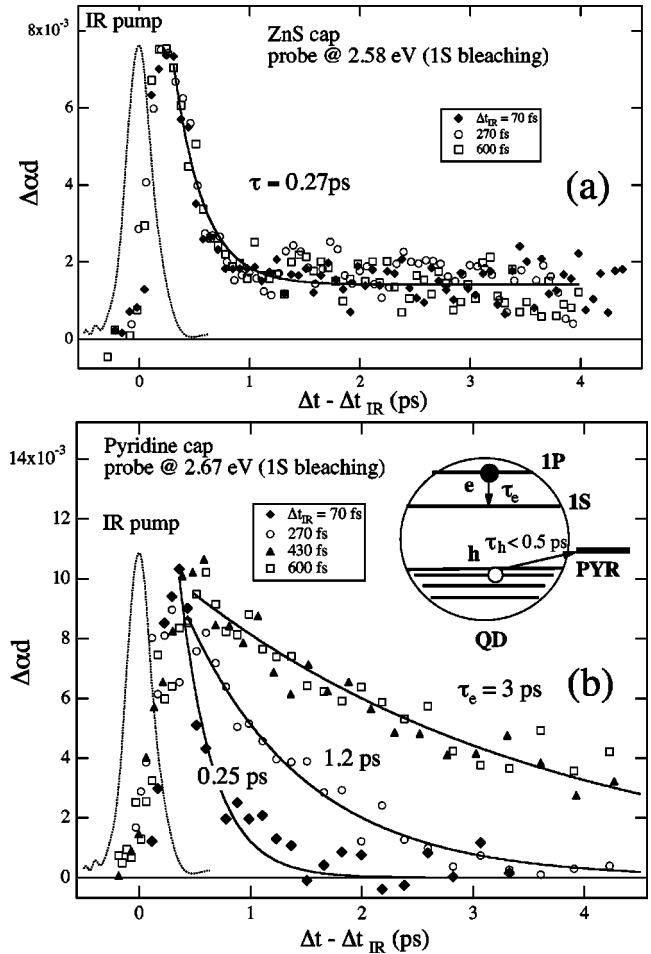 IR pump
8x10⁻³
ZnS cap
probe @ 2.58 eV (1S bleaching)
Δt_IR = 70 fs
270 fs
600 fs
6
4
2
0
Δαd
τ = 0.27ps
(a)
0 1 2 3 4
Δt - Δt_IR (ps)
14x10⁻³
Pyridine cap
probe @ 2.67 eV (1S bleaching)
IR pump
Δt_IR = 70 fs
270 fs
430 fs
600 fs
12
10
8
6
4
2
0
Δαd
1P
e
τ_e
1S
τ_h < 0.5 ps
h
PYR
QD
τ_e = 3 ps
(b)
1.2 ps
0.25 ps
0 1 2 3 4
Δt - Δt_IR (ps)